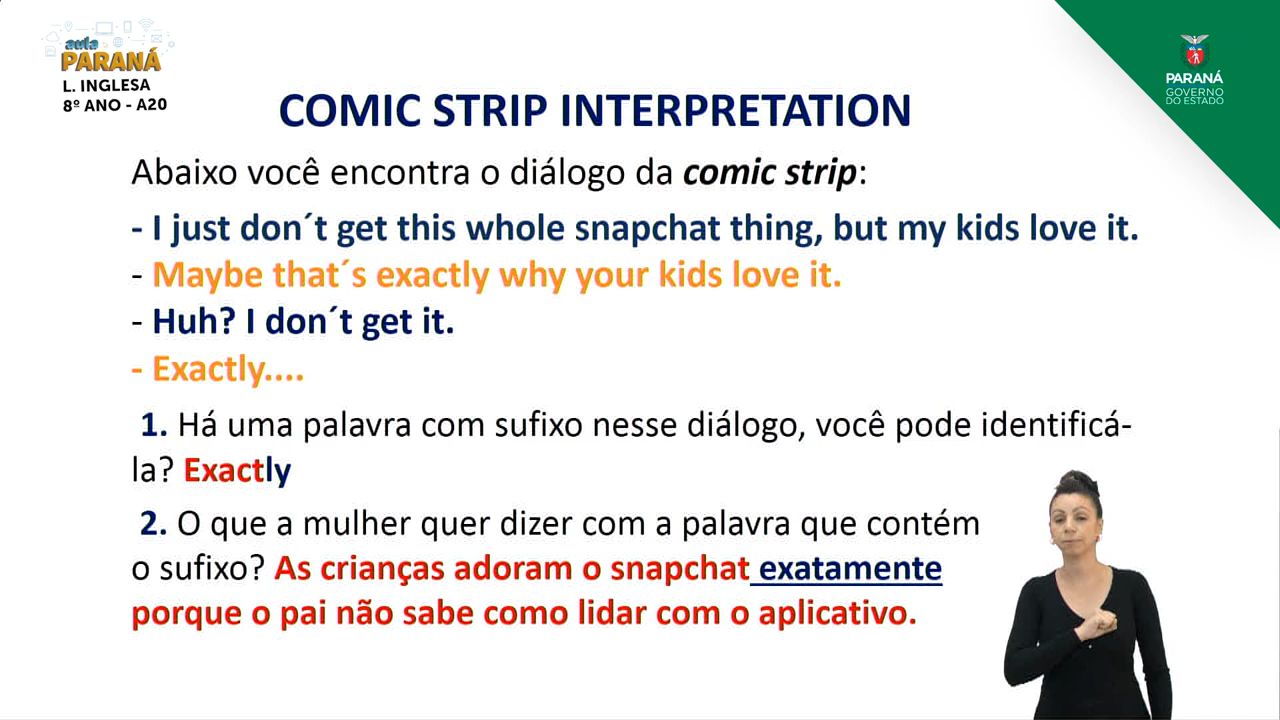 aula
PARANÁ
L. INGLESA
8º ANO - A20
PARANÁ
GOVERNO
DO ESTADO
COMIC STRIP INTERPRETATION
Abaixo você encontra o diálogo da comic strip:
- I just don´t get this whole snapchat thing, but my kids love it.
- Maybe that´s exactly why your kids love it.
- Huh? I don´t get it.
- Exactly....
1. Há uma palavra com sufixo nesse diálogo, você pode identificá-
la? Exactly
2. O que a mulher quer dizer com a palavra que contém
o sufixo? As crianças adoram o snapchat exatamente
porque o pai não sabe como lidar com o aplicativo.